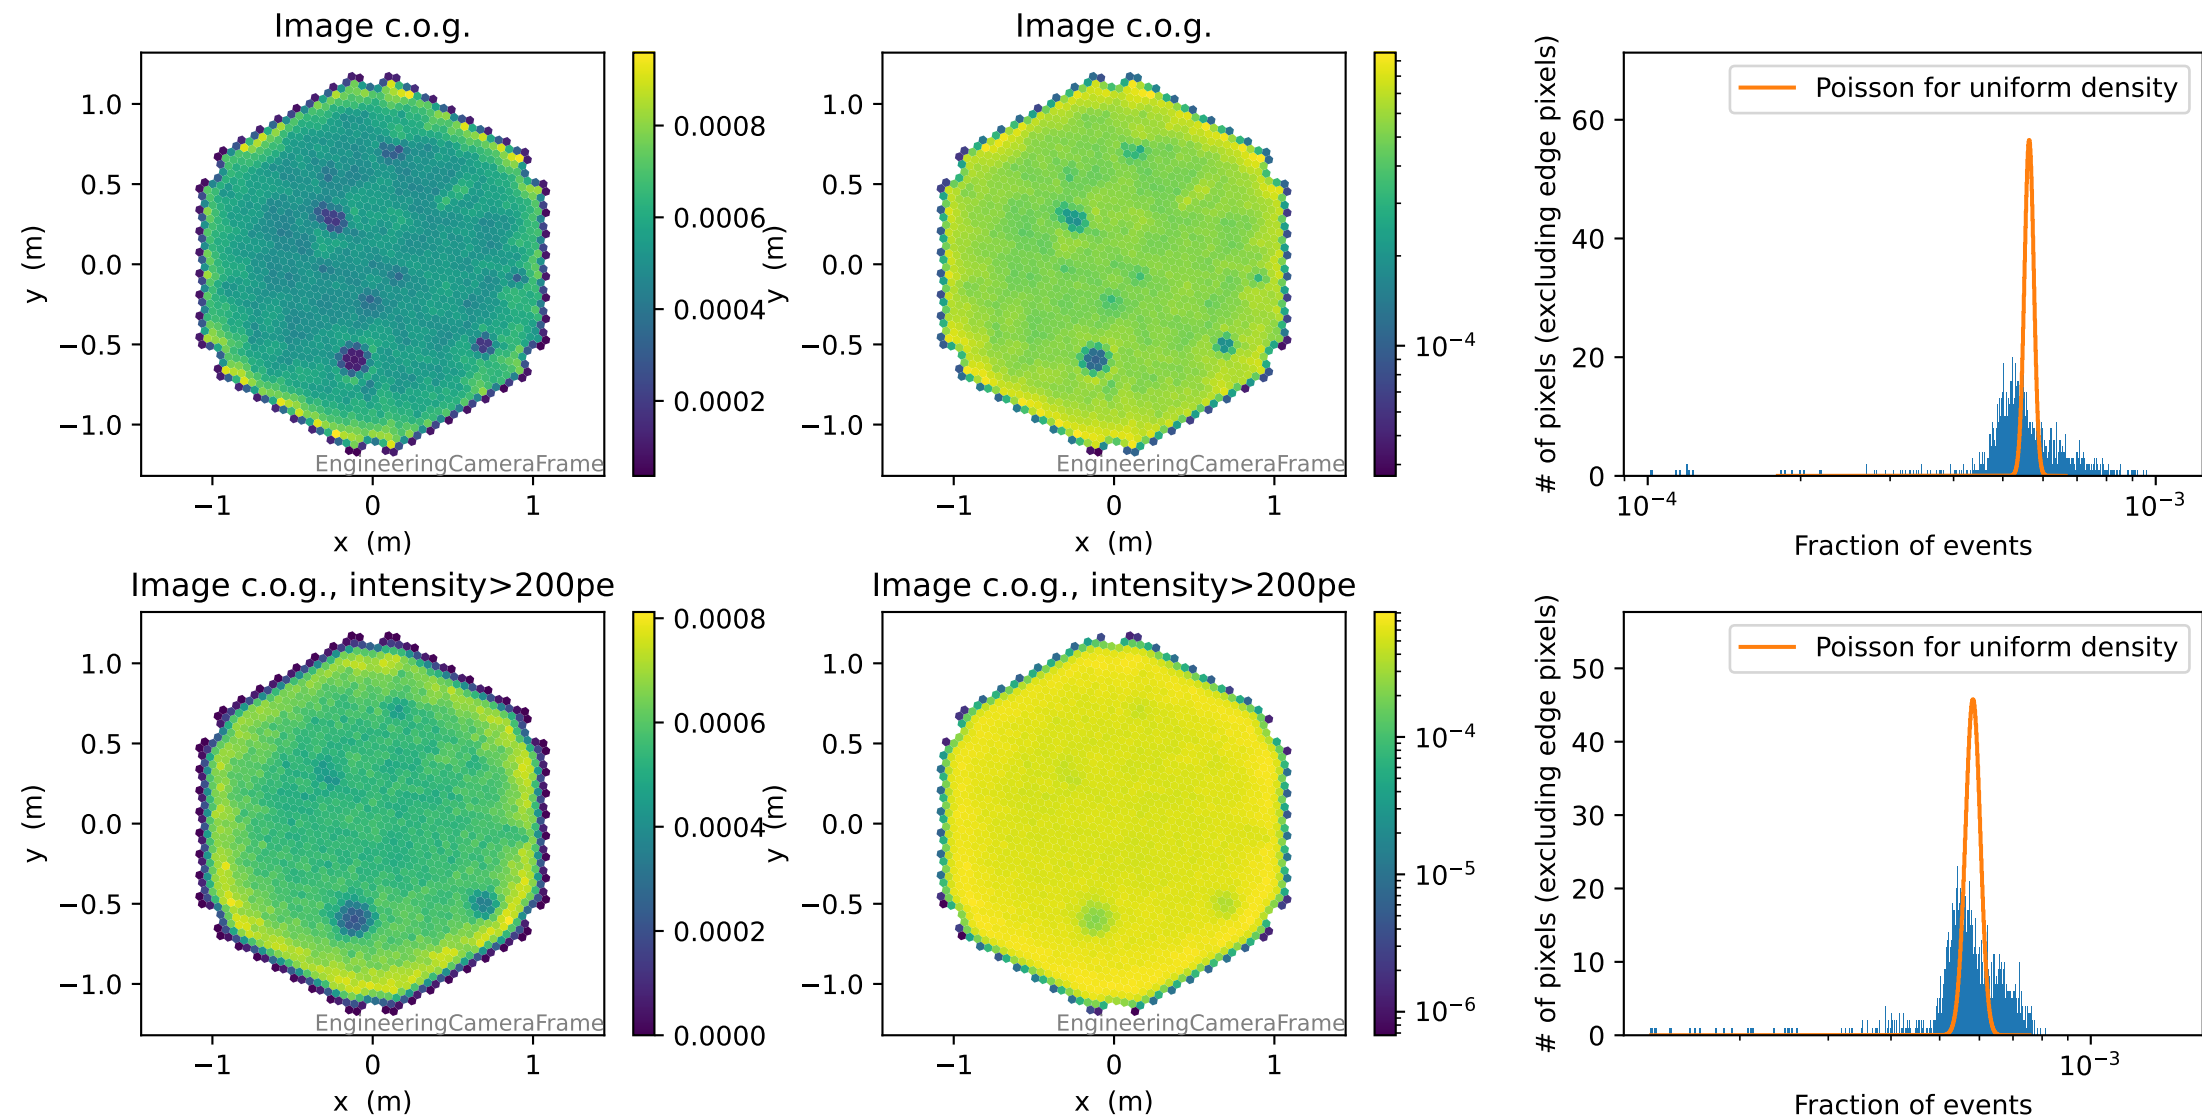 Image c.o.g.
1.0
0.5
0.0
−0.5
−1.0
y (m)
−1
0
1
x (m)
EngineeringCameraFrame
0.0008
0.0006
0.0004
0.0002
Image c.o.g.
1.0
0.5
0.0
−0.5
−1.0
y (m)
−1
0
1
x (m)
EngineeringCameraFrame
10⁻⁴
Poisson for uniform density
60
40
20
0
# of pixels (excluding edge pixels)
10⁻⁴
10⁻³
Fraction of events
Image c.o.g., intensity>200pe
1.0
0.5
0.0
−0.5
−1.0
y (m)
−1
0
1
x (m)
EngineeringCameraFrame
0.0008
0.0006
0.0004
0.0002
0.0000
Image c.o.g., intensity>200pe
1.0
0.5
0.0
−0.5
−1.0
y (m)
−1
0
1
x (m)
EngineeringCameraFrame
10⁻⁴
10⁻⁵
10⁻⁶
Poisson for uniform density
50
40
30
20
10
0
# of pixels (excluding edge pixels)
10⁻³
Fraction of events